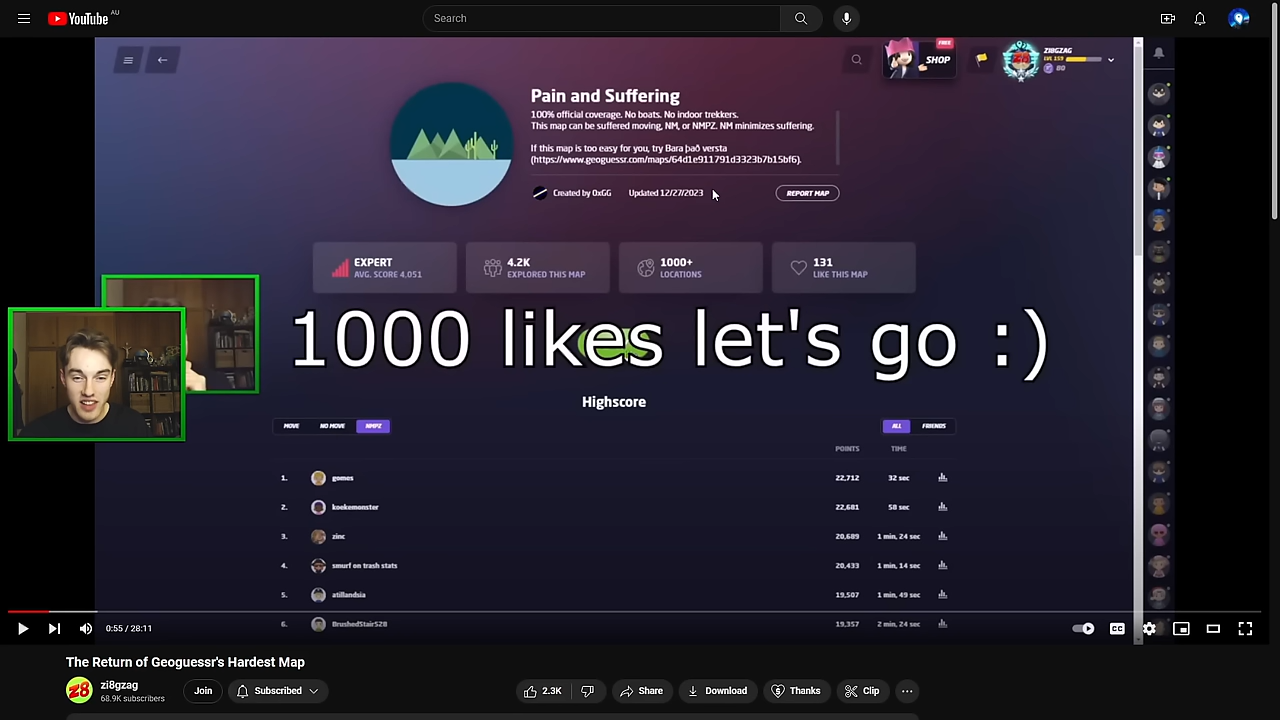 YouTube AU
Search
FREE
SHOP
ZI8GZAG
LVL 159
80
Pain and Suffering
100% official coverage. No boats. No indoor trekkers.
This map can be suffered moving, NM, or NMPZ. NM minimizes suffering.
If this map is too easy for you, try Bara það versta
(https://www.geoguessr.com/maps/64d1e911791d3323b7b15bf6).
Created by 0xGG Updated 12/27/2023 REPORT MAP
EXPERT
AVG. SCORE 4,051
4.2K
EXPLORED THIS MAP
1000+
LOCATIONS
131
LIKE THIS MAP
1000 likes let's go :)
Highscore
MOVE NO MOVE NMPZ ALL FRIENDS
POINTS TIME
1. gomes 22,712 32 sec
2. koekemonster 22,681 58 sec
3. zinc 20,689 1 min, 24 sec
4. smurf on trash stats 20,433 1 min, 14 sec
5. atillandsia 19,507 1 min, 49 sec
6. BrushedStair528 19,357 2 min, 24 sec
0:55 / 28:11
CC
The Return of Geoguessr's Hardest Map
Z8
zi8gzag
68.9K subscribers
Join
Subscribed
2.3K
Share
Download
Thanks
Clip